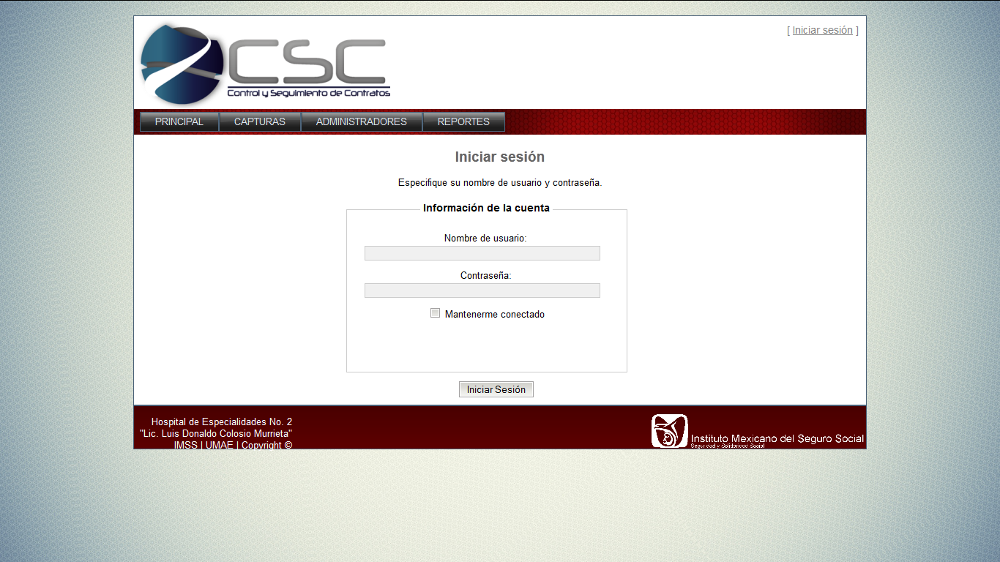 [ Iniciar sesión ]
CSC
Control y Seguimiento de Contratos
PRINCIPAL CAPTURAS ADMINISTRADORES REPORTES
Iniciar sesión
Especifique su nombre de usuario y contraseña.
Información de la cuenta
Nombre de usuario:
Contraseña:
Mantenerme conectado
Iniciar Sesión
Hospital de Especialidades No. 2
"Lic. Luis Donaldo Colosio Murrieta"
IMSS | UMAE | Copyright ©
Instituto Mexicano del Seguro Social
Seguridad y Solidaridad Social